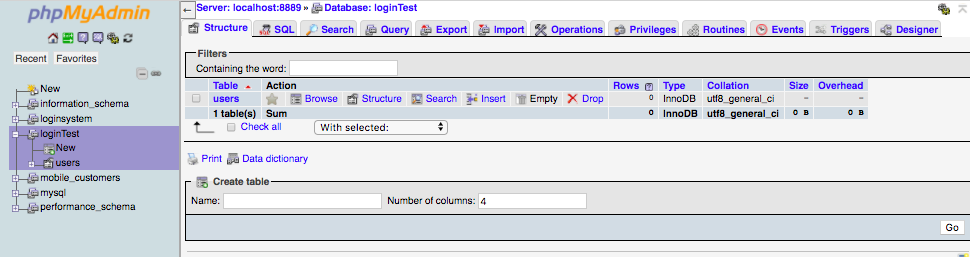 phpMyAdmin
Recent Favorites
New
information_schema
loginsystem
loginTest
New
users
mobile_customers
mysql
performance_schema
Server: localhost:8889 » Database: loginTest
Structure SQL Search Query Export Import Operations Privileges Routines Events Triggers Designer
Filters
Containing the word:
Table Action Rows Type Collation Size Overhead
users Browse Structure Search Insert Empty Drop 0 InnoDB utf8_general_ci – –
1 table(s) Sum 0 InnoDB utf8_general_ci 0 B 0 B
Check all With selected:
Print Data dictionary
Create table
Name: Number of columns: 4
Go